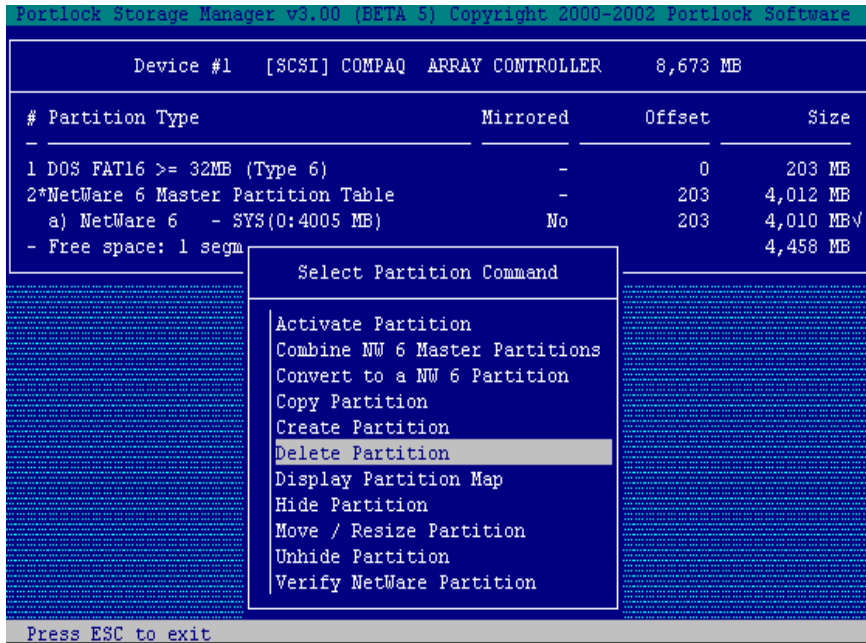 Portlock Storage Manager v3.00 (BETA 5) Copyright 2000-2002 Portlock Software
Device #1 [SCSI] COMPAQ ARRAY CONTROLLER 8,673 MB
# Partition Type Mirrored Offset Size
1 DOS FAT16 >= 32MB (Type 6) - 0 203 MB
2*NetWare 6 Master Partition Table - 203 4,012 MB
a) NetWare 6 - SYS(0:4005 MB) No 203 4,010 MB√
- Free space: 1 segm 4,458 MB
Select Partition Command
Activate Partition
Combine NW 6 Master Partitions
Convert to a NW 6 Partition
Copy Partition
Create Partition
Delete Partition
Display Partition Map
Hide Partition
Move / Resize Partition
Unhide Partition
Verify NetWare Partition
Press ESC to exit